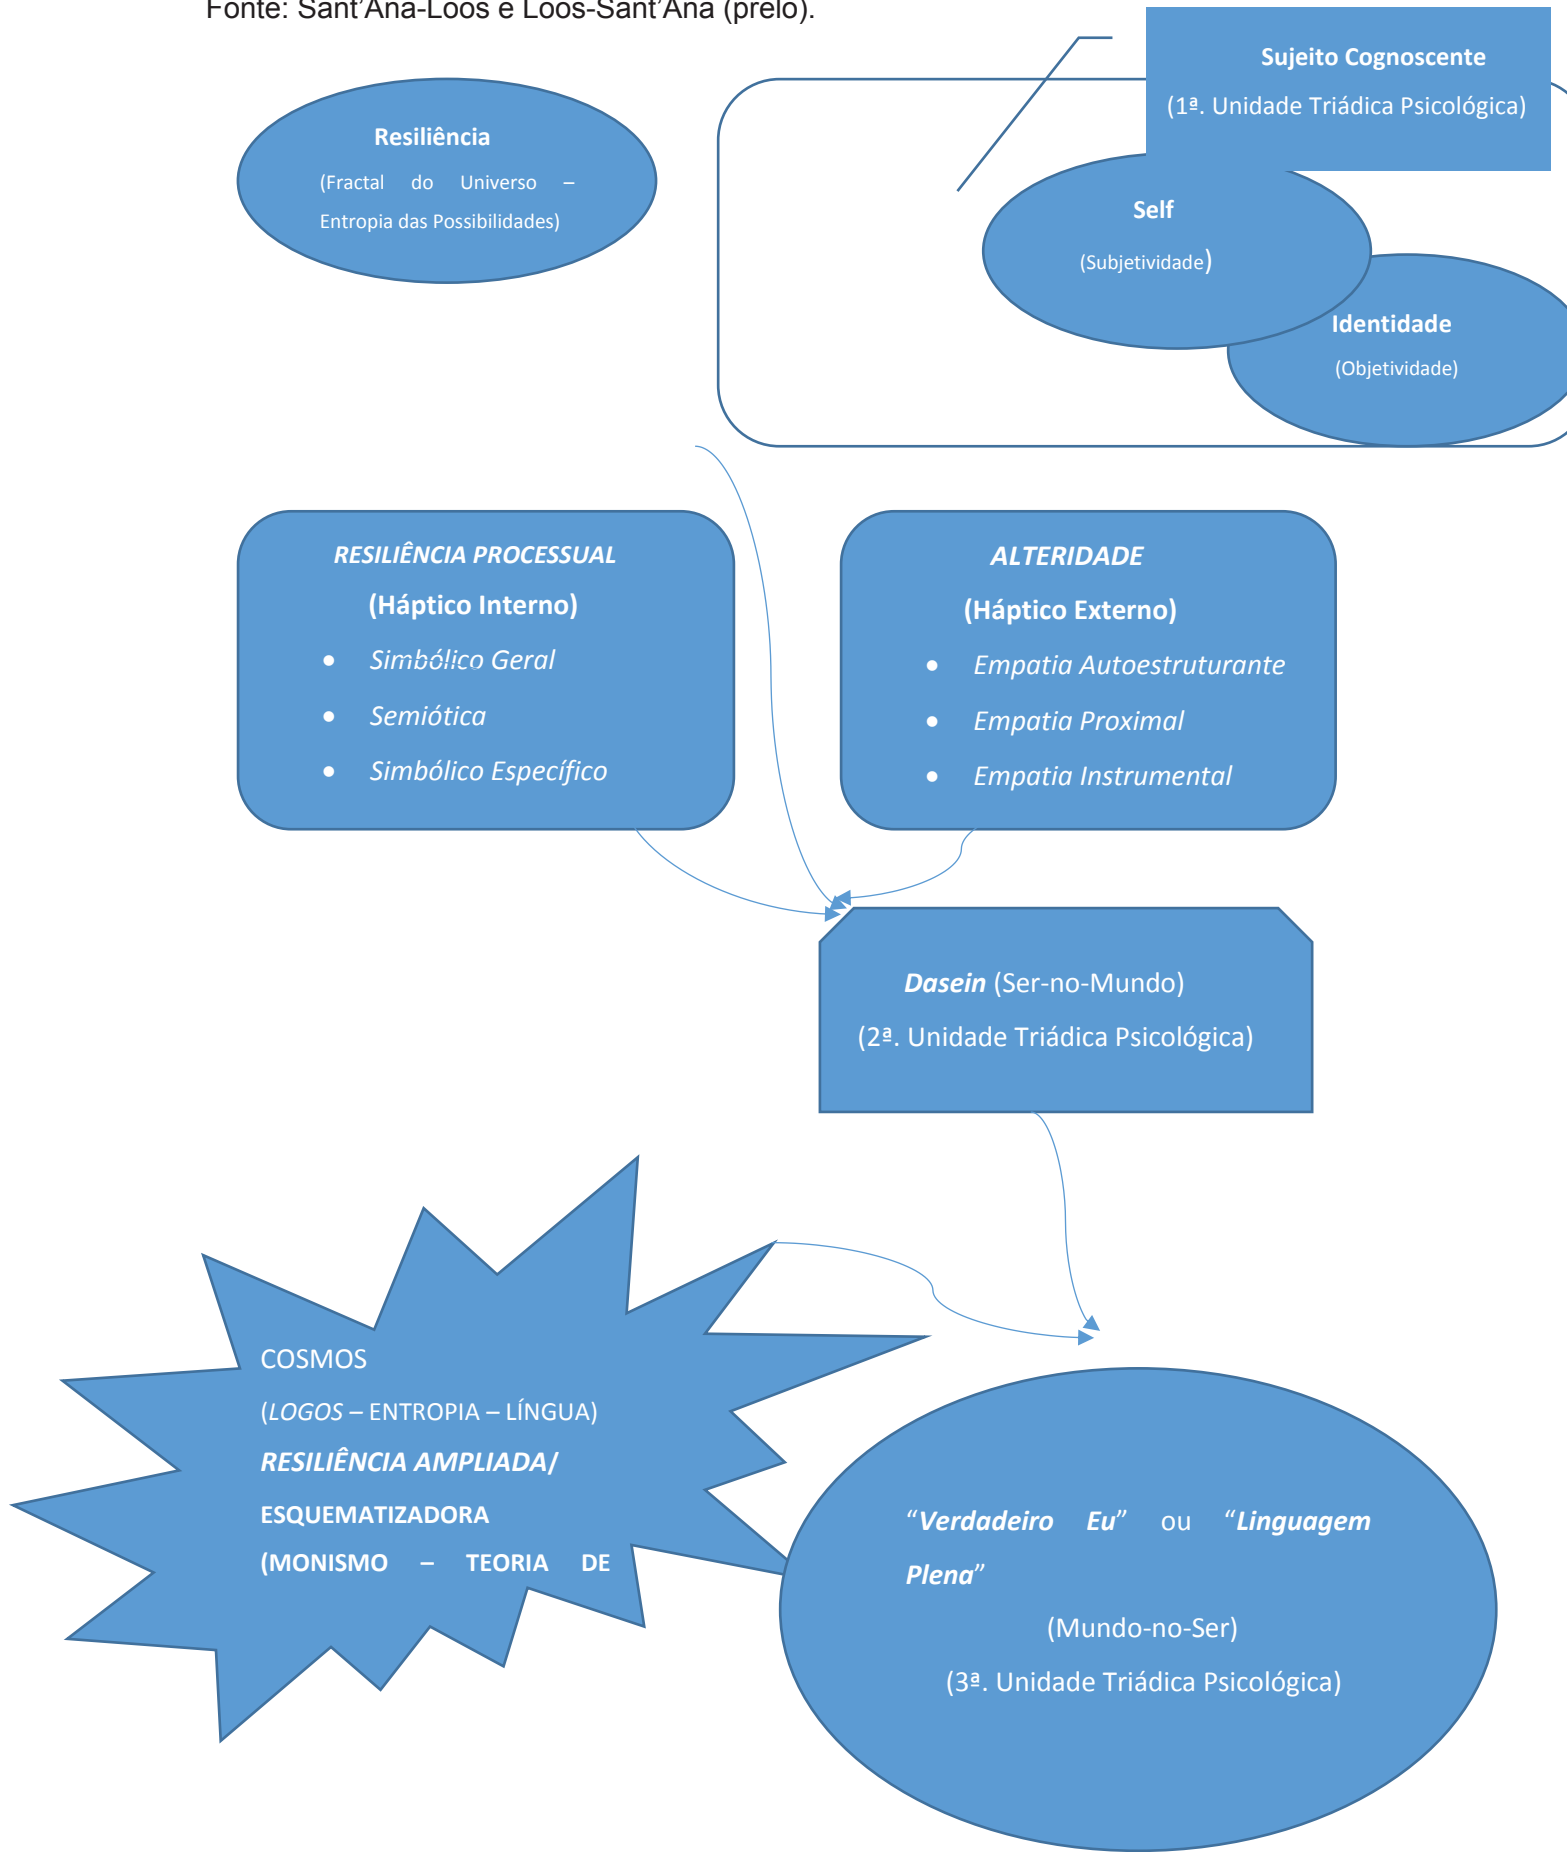 Fonte: Sant’Ana-Loos e Loos-Sant’Ana (prelo).
Sujeito Cognoscente
(1ª. Unidade Triádica Psicológica)
Resiliência
(Fractal do Universo –
Entropia das Possibilidades)
Self
(Subjetividade)
Identidade
(Objetividade)
RESILIÊNCIA PROCESSUAL
(Háptico Interno)
• Simbólico Geral
• Semiótica
• Simbólico Específico
ALTERIDADE
(Háptico Externo)
• Empatia Autoestruturante
• Empatia Proximal
• Empatia Instrumental
Dasein (Ser-no-Mundo)
(2ª. Unidade Triádica Psicológica)
COSMOS
(LOGOS – ENTROPIA – LÍNGUA)
RESILIÊNCIA AMPLIADA/
ESQUEMATIZADORA
(MONISMO – TEORIA DE
“Verdadeiro Eu” ou “Linguagem
Plena”
(Mundo-no-Ser)
(3ª. Unidade Triádica Psicológica)